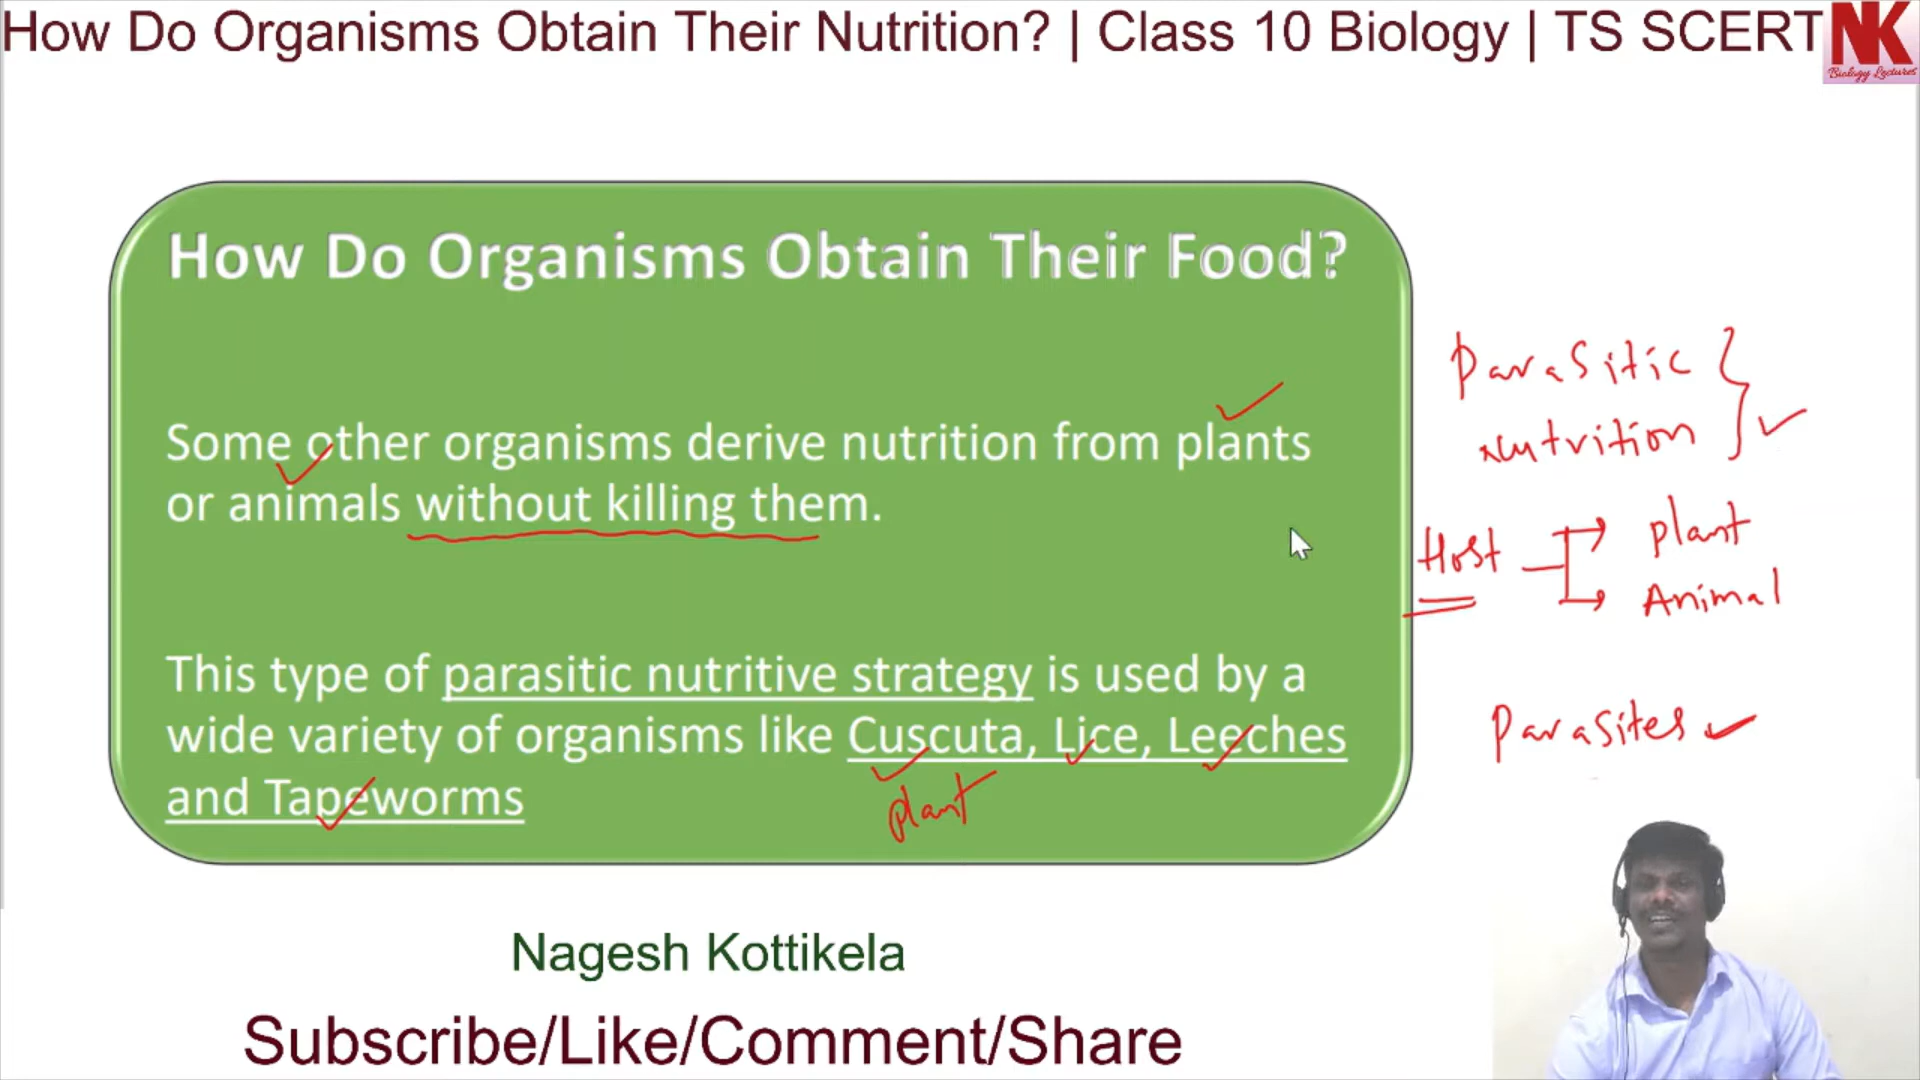 How Do Organisms Obtain Their Nutrition? | Class 10 Biology | TS SCERT
NK
Biology Lectures
How Do Organisms Obtain Their Food?
Some other organisms derive nutrition from plants
or animals without killing them.
This type of parasitic nutritive strategy is used by a
wide variety of organisms like Cuscuta, Lice, Leeches
and Tapeworms
plant
Parasitic
nutrition
Host
plant
Animal
Parasites
Nagesh Kottikela
Subscribe/Like/Comment/Share